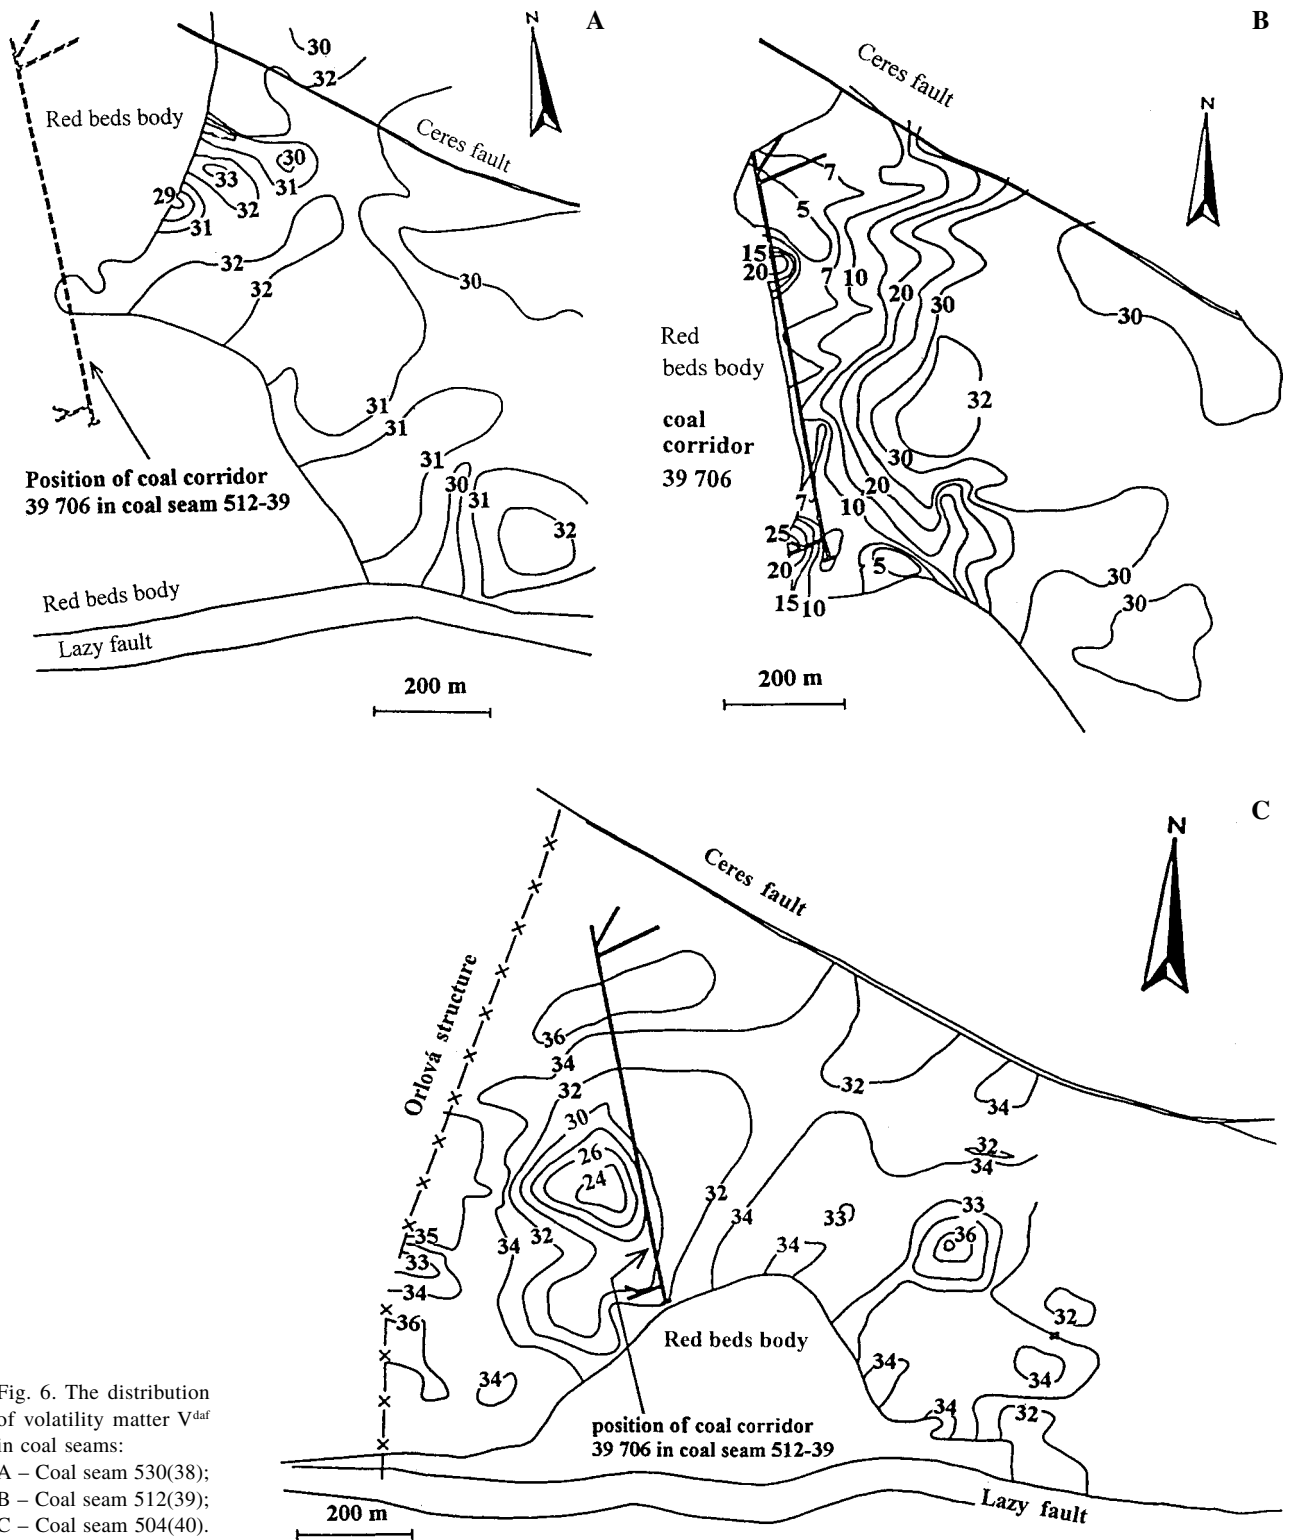 A
N
30
32
Red beds body
Ceres fault
30
33
31
29
32
31
32
32
30
31
31
31
30
31
32
Position of coal corridor
39 706 in coal seam 512-39
Red beds body
Lazy fault
200 m
B
Ceres fault
N
7
5
15
20
7
10
20
30
30
Red
beds body
32
coal
corridor
39 706
30
20
7
10
25
20
5
15
10
30
30
200 m
C
N
Ceres fault
Orlová structure
36
34
32
30
26
24
32
34
32
34
33
34
32
34
32
34
33
36
35
33
34
36
34
32
34
34
34
32
Red beds body
position of coal corridor
39 706 in coal seam 512-39
Lazy fault
200 m
Fig. 6. The distribution
of volatility matter Vdaf
in coal seams:
A – Coal seam 530(38);
B – Coal seam 512(39);
C – Coal seam 504(40).